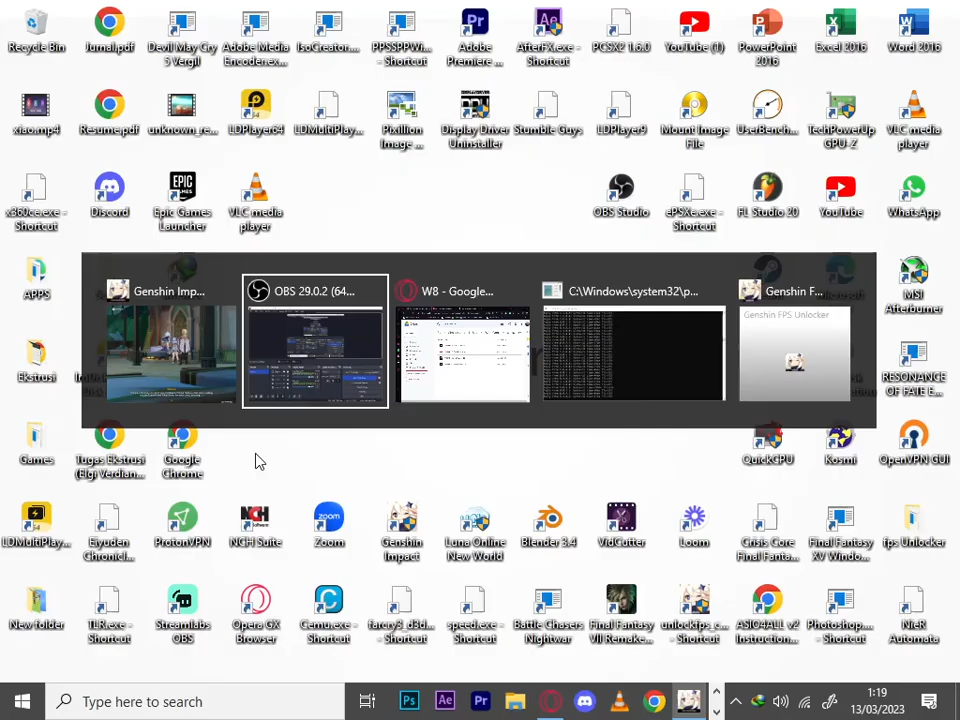 Recycle Bin
Jurnal.pdf
Devil May Cry
5 Vergil
Adobe Media
Encoder.ex...
IsoCreator....
PPSSPPWi...
- Shortcut
Adobe
Premiere ...
AfterFX.exe -
Shortcut
PCSX2 1.6.0
YouTube (1)
PowerPoint
2016
Excel 2016
Word 2016
xiao.mp4
Resume.pdf
unknown_re...
LDPlayer64
LDMultiPlay...
Pixillion
Image ...
Display Driver
Uninstaller
Stumble Guys
LDPlayer9
Mount Image
File
UserBench...
TechPowerUp
GPU-Z
VLC media
player
x360ce.exe -
Shortcut
Discord
Epic Games
Launcher
VLC media
player
OBS Studio
ePSXe.exe -
Shortcut
FL Studio 20
YouTube
WhatsApp
APPS
MSI
Afterburner
Genshin Imp...
OBS 29.0.2 (64...
W8 - Google...
C:\Windows\system32\p...
Genshin F...
Genshin FPS Unlocker
Ekstrusi
RESONANCE
OF FATE E...
Games
Tugas Ekstrusi
(Elgi Verdian...
Google
Chrome
QuickCPU
Kosmi
OpenVPN GUI
LDMultiPlay...
Eiyuden
Chronicl...
ProtonVPN
NCH Suite
Zoom
Genshin
Impact
Luna Online
New World
Blender 3.4
VidCutter
Loom
Crisis Core
Final Fanta...
Final Fantasy
XV Windo...
fps Unlocker
New folder
TLR.exe -
Shortcut
Streamlabs
OBS
Opera GX
Browser
Cemu.exe -
Shortcut
farcry3_d3d...
- Shortcut
speed.exe -
Shortcut
Battle Chasers
Nightwar
Final Fantasy
VII Remake...
unlockfps_c...
- Shortcut
ASIO4ALL v2
Instruction...
Photoshop....
- Shortcut
NieR
Automata
Type here to search
1:19
13/03/2023